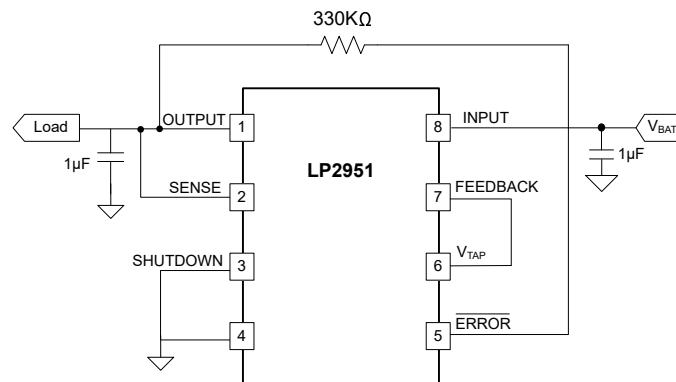 330KΩ
Load
OUTPUT
1
8
INPUT
V_BAT
1µF
1µF
LP2951
SENSE
2
7
FEEDBACK
SHUTDOWN
3
6
V_TAP
4
5
ERROR